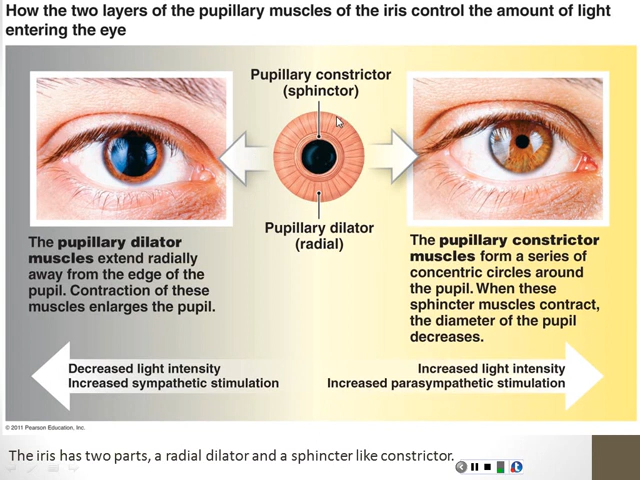 How the two layers of the pupillary muscles of the iris control the amount of light
entering the eye
Pupillary constrictor
(sphinctor)
Pupillary dilator
(radial)
The pupillary dilator
muscles extend radially
away from the edge of the
pupil. Contraction of these
muscles enlarges the pupil.
The pupillary constrictor
muscles form a series of
concentric circles around
the pupil. When these
sphincter muscles contract,
the diameter of the pupil
decreases.
Decreased light intensity
Increased sympathetic stimulation
Increased light intensity
Increased parasympathetic stimulation
© 2011 Pearson Education, Inc.
The iris has two parts, a radial dilator and a sphincter like constrictor.